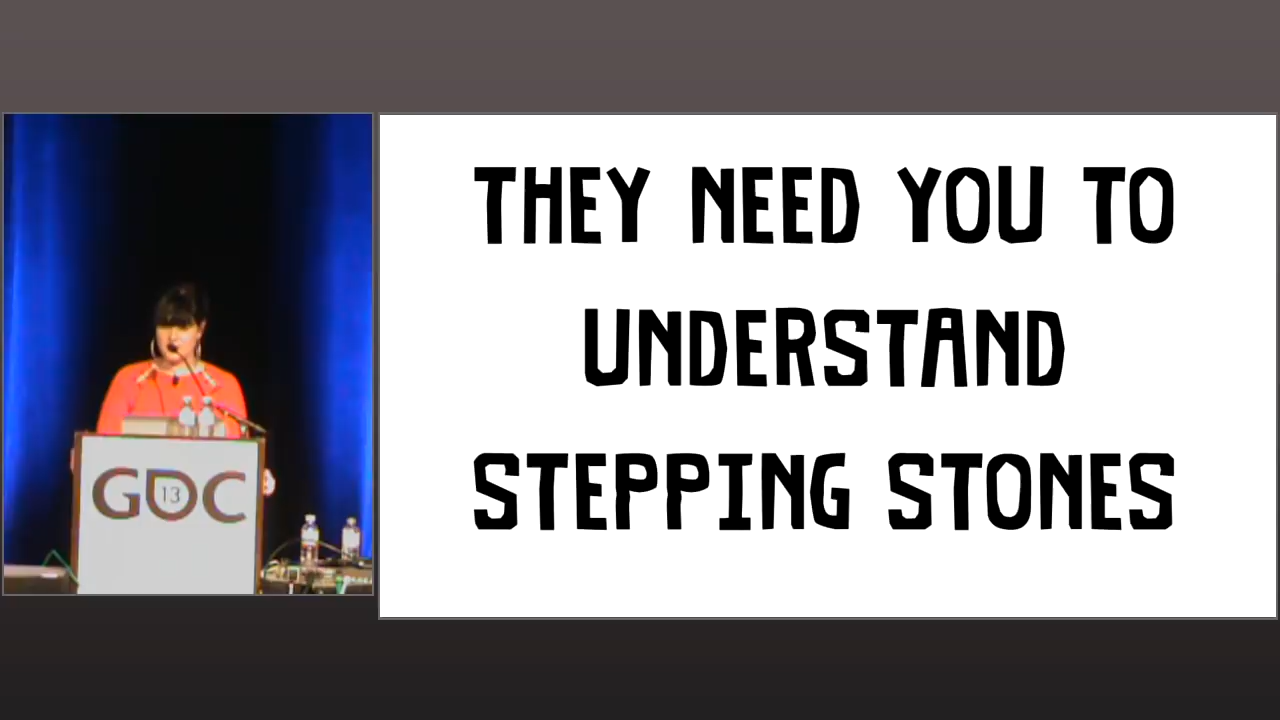 THEY NEED YOU TO
UNDERSTAND
STEPPING STONES
GDC
13